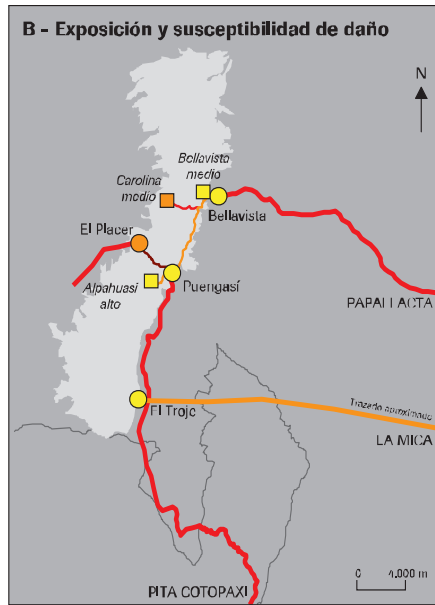 B - Exposición y susceptibilidad de daño
N
Bellavista
medio
Carolina
medio
Bellavista
El Placer
Puengasí
Alpahuasi
alto
PAPALLACTA
El Troje
Trazado aproximado
LA MICA
0 4.000 m
PITA COTOPAXI